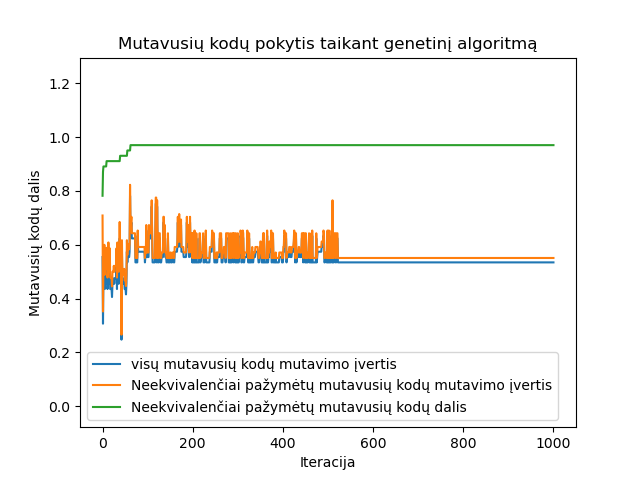 Mutavusių kodų pokytis taikant genetinį algoritmą
Mutavusių kodų dalis
1.2
1.0
0.8
0.6
0.4
0.2
0.0
visų mutavusių kodų mutavimo įvertis
Neekvivalenčiai pažymėtų mutavusių kodų mutavimo įvertis
Neekvivalenčiai pažymėtų mutavusių kodų dalis
0 200 400 600 800 1000
Iteracija